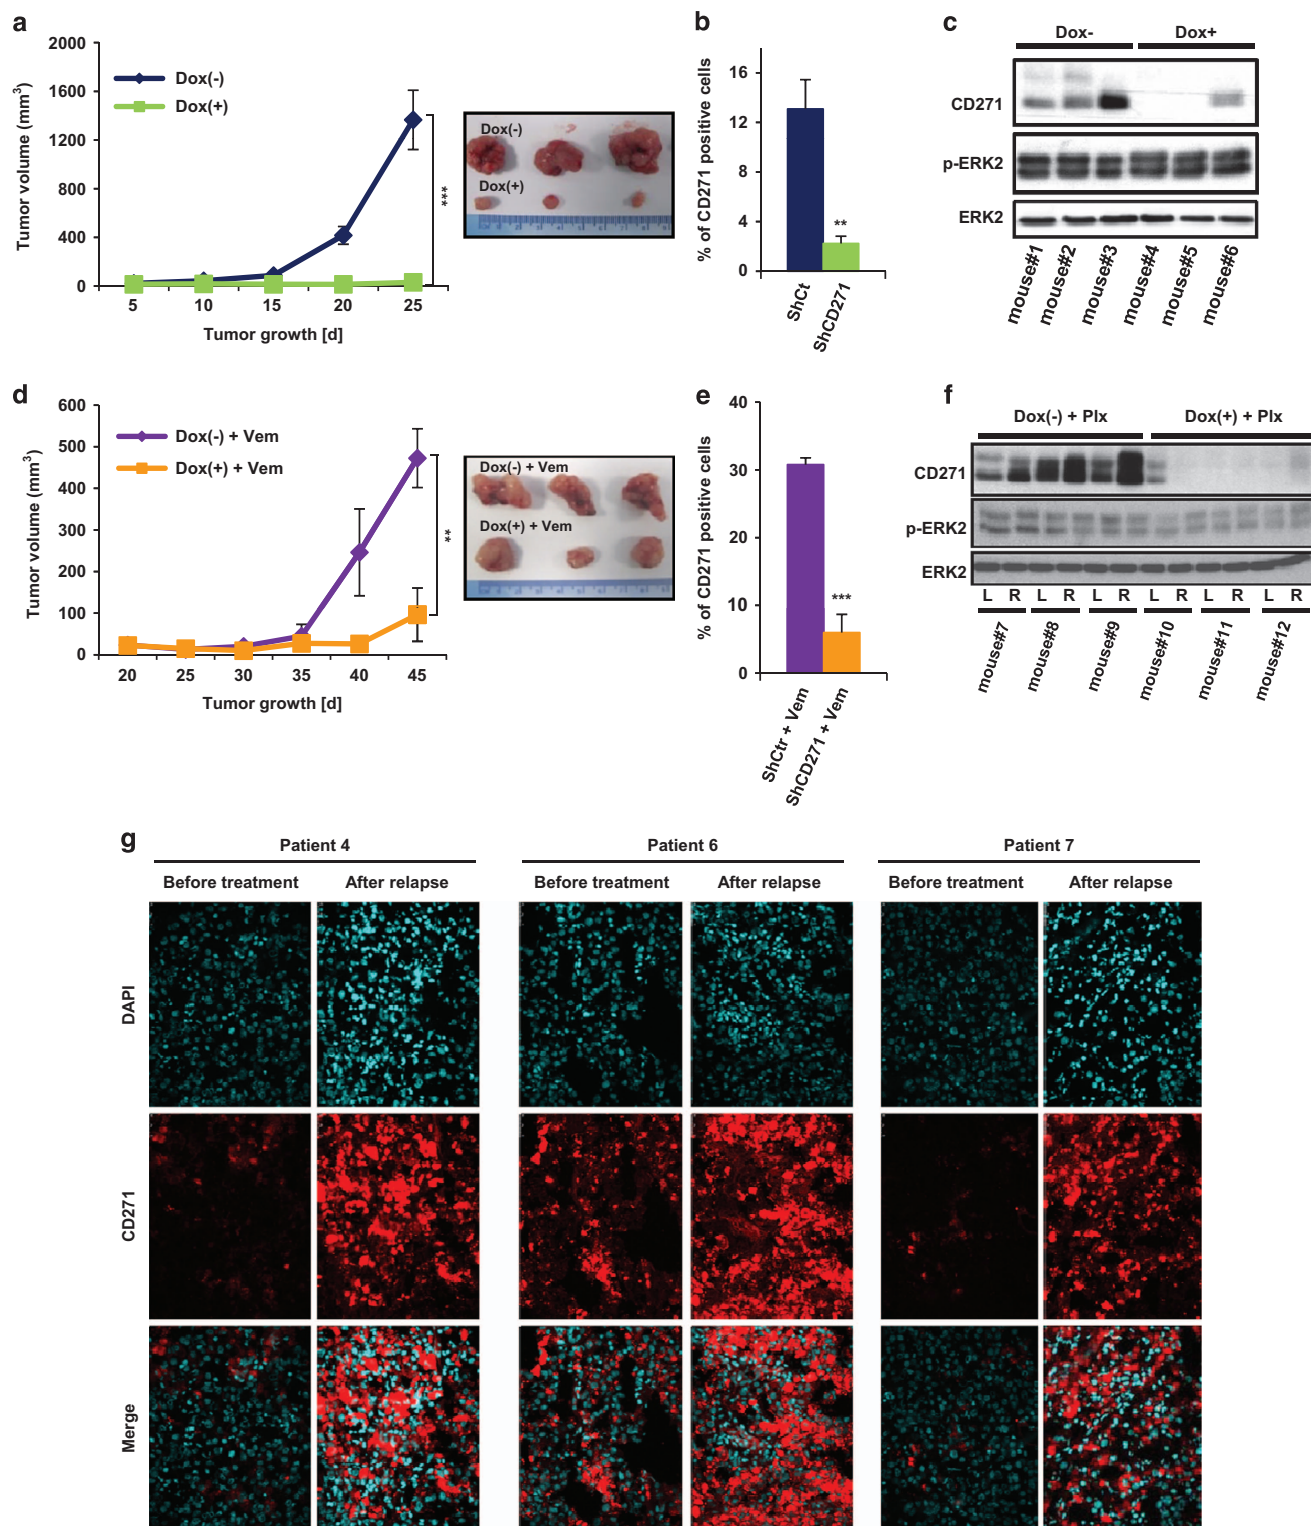 a
2000
1600
1200
800
400
0
Tumor volume (mm³)
5 10 15 20 25
Tumor growth [d]
Dox(-)
Dox(+)
***
Dox(-)
Dox(+)
b
16
12
8
4
0
% of CD271 positive cells
**
ShCt
ShCD271
c
Dox- Dox+
CD271
p-ERK2
ERK2
mouse#1
mouse#2
mouse#3
mouse#4
mouse#5
mouse#6
d
600
500
400
300
200
100
0
Tumor volume (mm³)
20 25 30 35 40 45
Tumor growth [d]
Dox(-) + Vem
Dox(+) + Vem
**
Dox(-) + Vem
Dox(+) + Vem
e
40
30
20
10
0
% of CD271 positive cells
***
ShCtr + Vem
ShCD271 + Vem
f
Dox(-) + Plx Dox(+) + Plx
CD271
p-ERK2
ERK2
L R L R L R L R L R L R
mouse#7
mouse#8
mouse#9
mouse#10
mouse#11
mouse#12
g
Patient 4 Patient 6 Patient 7
Before treatment After relapse Before treatment After relapse Before treatment After relapse
DAPI
CD271
Merge